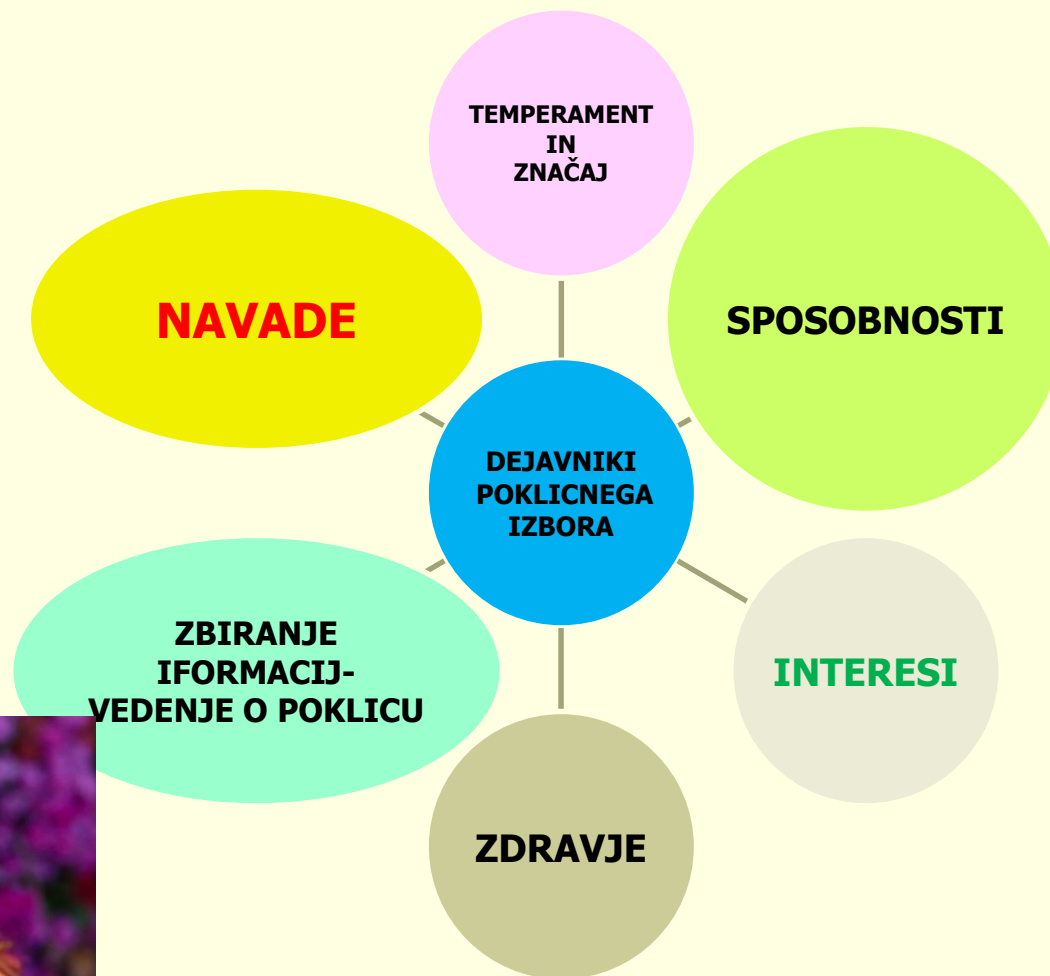 TEMPERAMENT
IN
ZNAČAJ
NAVADE
SPOSOBNOSTI
DEJAVNIKI
POKLICNEGA
IZBORA
ZBIRANJE
IFORMACIJ-
VEDENJE O POKLICU
INTERESI
ZDRAVJE